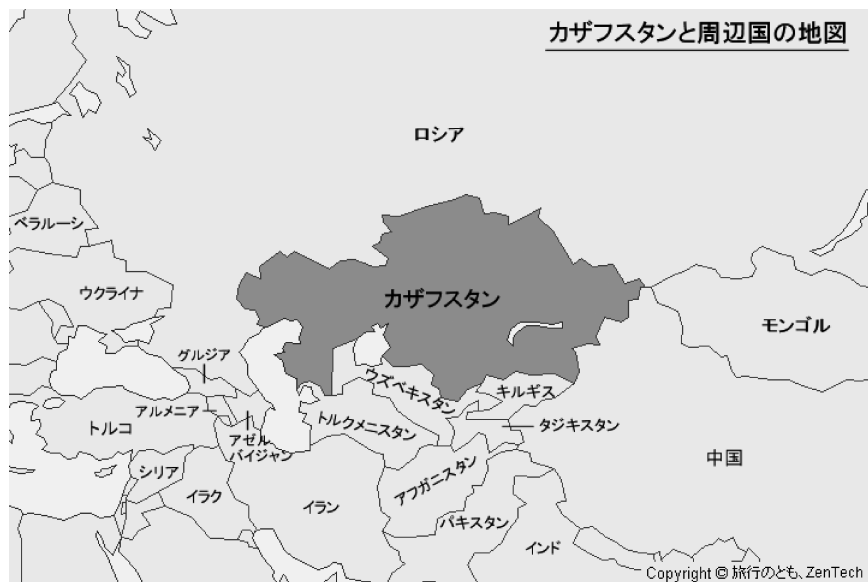 カザフスタンと周辺国の地図
ロシア
ベラルーシ
ウクライナ
カザフスタン
モンゴル
グルジア
ウズベキスタン
キルギス
アルメニア
トルコ
アゼル
バイジャン
トルクメニスタン
タジキスタン
中国
シリア
イラク
イラン
アフガニスタン
パキスタン
インド
Copyright © 旅行のとも、ZenTech